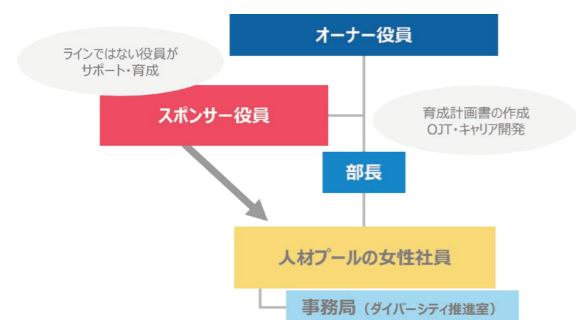 オーナー役員
ラインではない役員が
サポート・育成
スポンサー役員
育成計画書の作成
OJT・キャリア開発
部長
人材プールの女性社員
事務局（ダイバーシティ推進室）